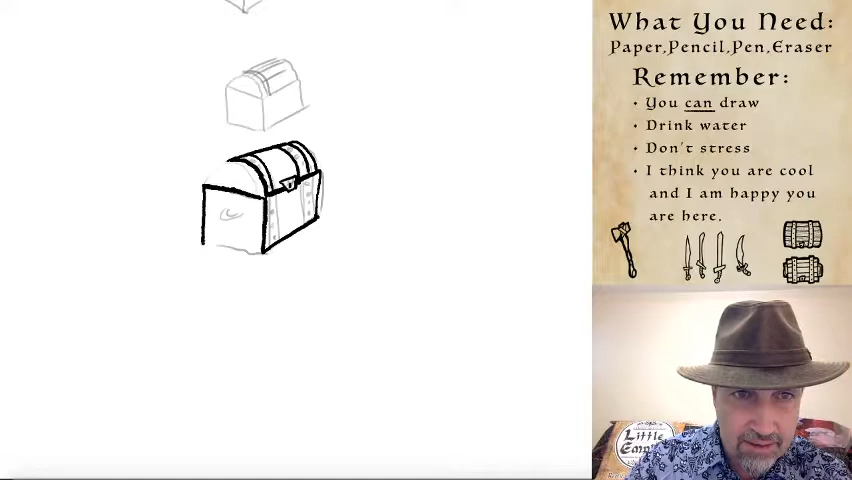 What You Need:
Paper,Pencil,Pen,Eraser
Remember:
• You can draw
• Drink water
• Don't stress
• I think you are cool
and I am happy you
are here.
Little